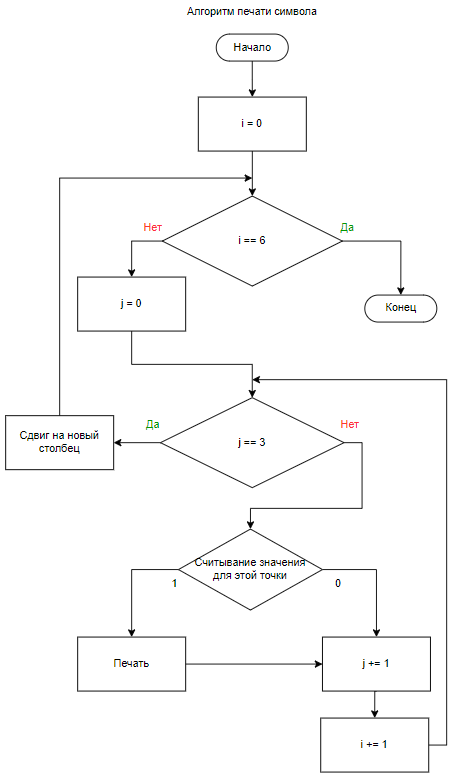 Алгоритм печати символа
Начало
i = 0
Нет
Да
i == 6
j = 0
Конец
Да
Нет
Сдвиг на новый
столбец
j == 3
Считывание значения
для этой точки
1
0
Печать
j += 1
i += 1